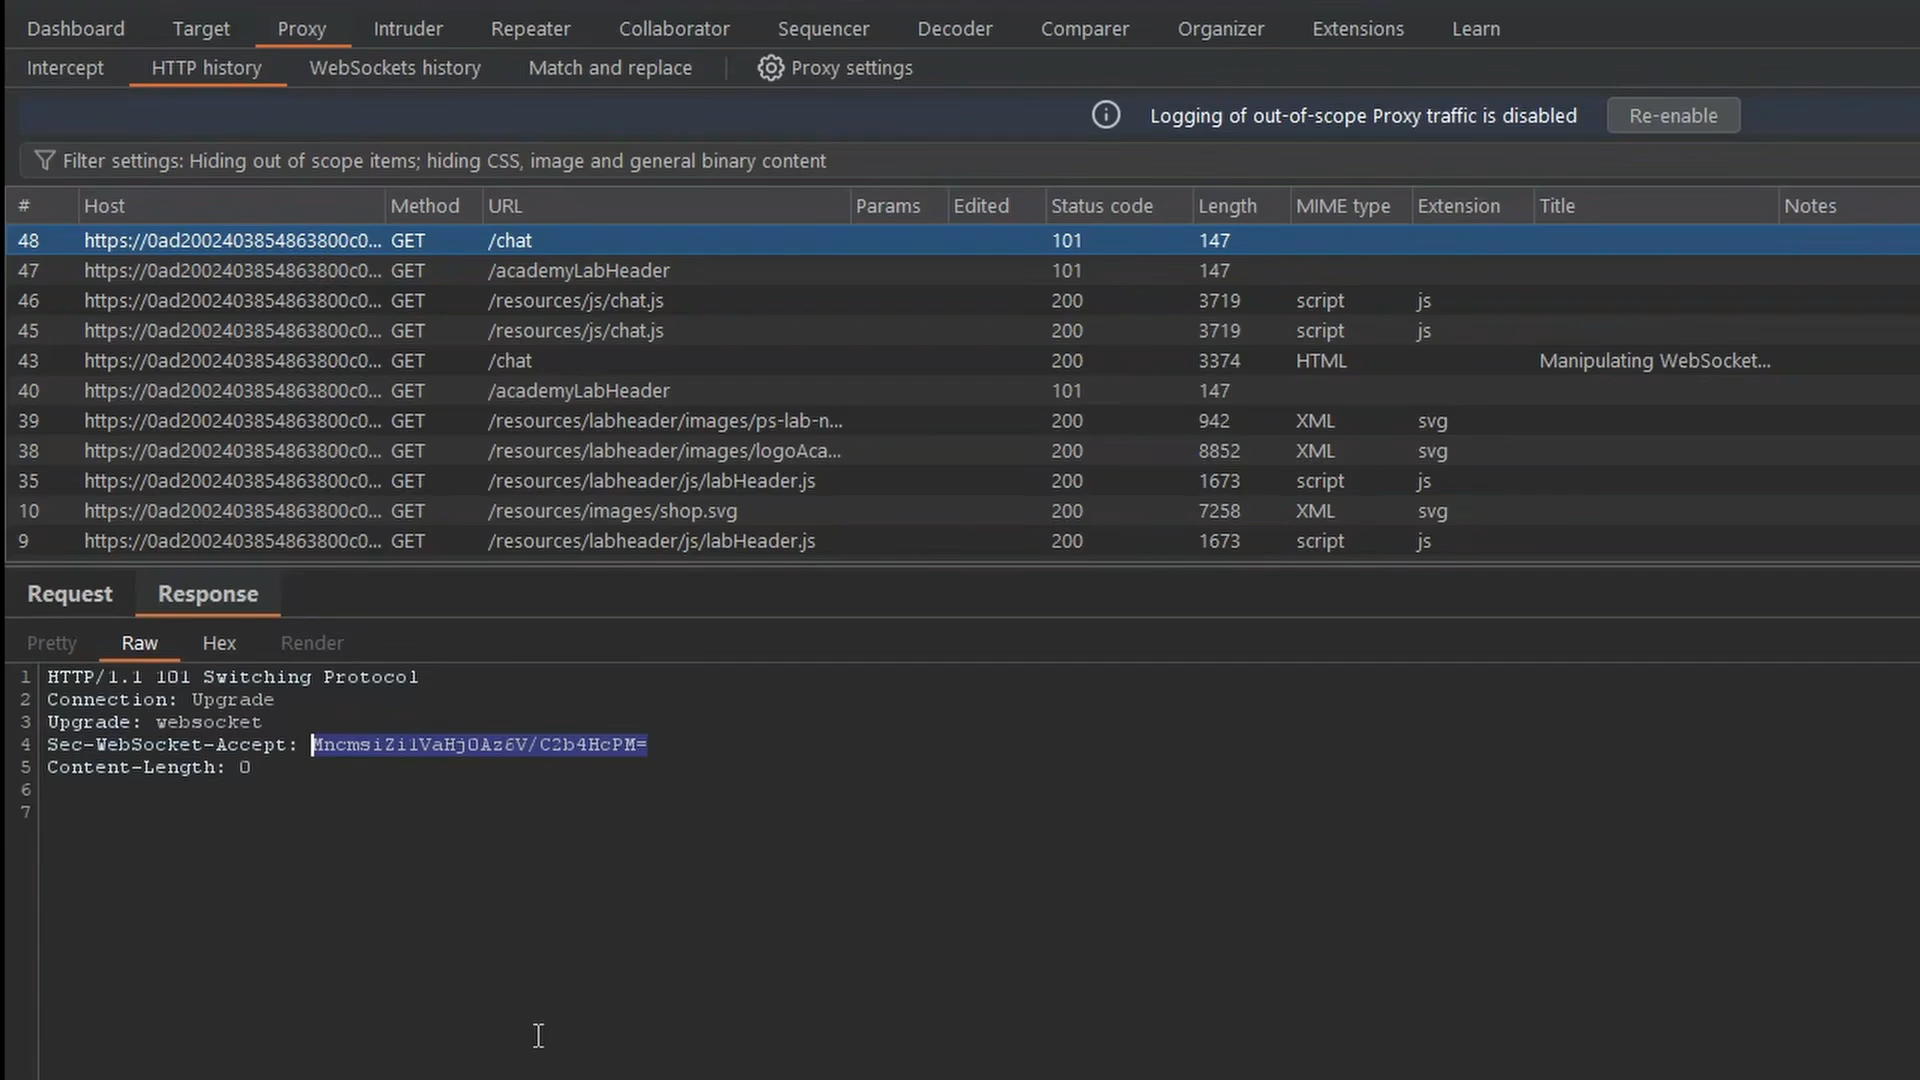 Dashboard Target Proxy Intruder Repeater Collaborator Sequencer Decoder Comparer Organizer Extensions Learn
Intercept HTTP history WebSockets history Match and replace Proxy settings
Logging of out-of-scope Proxy traffic is disabled Re-enable
Filter settings: Hiding out of scope items; hiding CSS, image and general binary content
# Host Method URL Params Edited Status code Length MIME type Extension Title Notes
48 https://0ad2002403854863800c0... GET /chat 101 147
47 https://0ad2002403854863800c0... GET /academyLabHeader 101 147
46 https://0ad2002403854863800c0... GET /resources/js/chat.js 200 3719 script js
45 https://0ad2002403854863800c0... GET /resources/js/chat.js 200 3719 script js
43 https://0ad2002403854863800c0... GET /chat 200 3374 HTML Manipulating WebSocket...
40 https://0ad2002403854863800c0... GET /academyLabHeader 101 147
39 https://0ad2002403854863800c0... GET /resources/labheader/images/ps-lab-n... 200 942 XML svg
38 https://0ad2002403854863800c0... GET /resources/labheader/images/logoAca... 200 8852 XML svg
35 https://0ad2002403854863800c0... GET /resources/labheader/js/labHeader.js 200 1673 script js
10 https://0ad2002403854863800c0... GET /resources/images/shop.svg 200 7258 XML svg
9 https://0ad2002403854863800c0... GET /resources/labheader/js/labHeader.js 200 1673 script js
Request Response
Pretty Raw Hex Render
1 HTTP/1.1 101 Switching Protocol
2 Connection: Upgrade
3 Upgrade: websocket
4 Sec-WebSocket-Accept:
5 Content-Length: 0
6
7